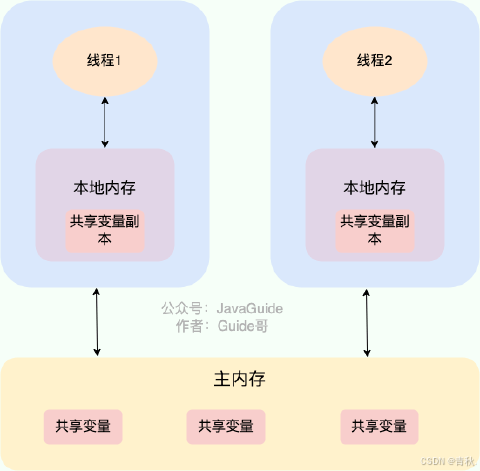 线程1
线程2
本地内存
共享变量副
本
本地内存
共享变量副
本
公众号：JavaGuide
作者：Guide哥
主内存
共享变量
共享变量
共享变量
CSDN @青秋